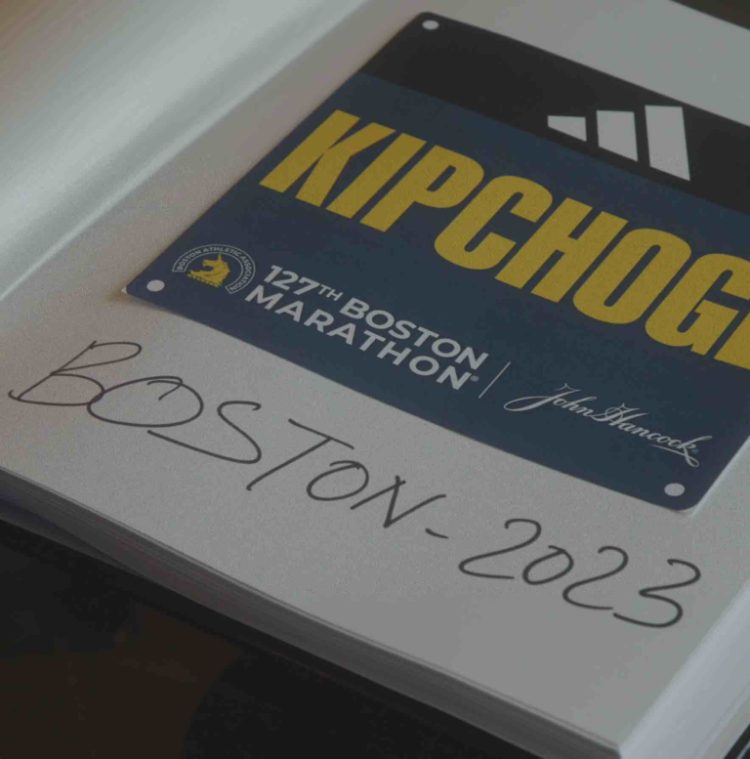 KIPCHOGE
BOSTON ATHLETIC ASSOCIATION
127TH BOSTON
MARATHON®
John Hancock
BOSTON - 2023